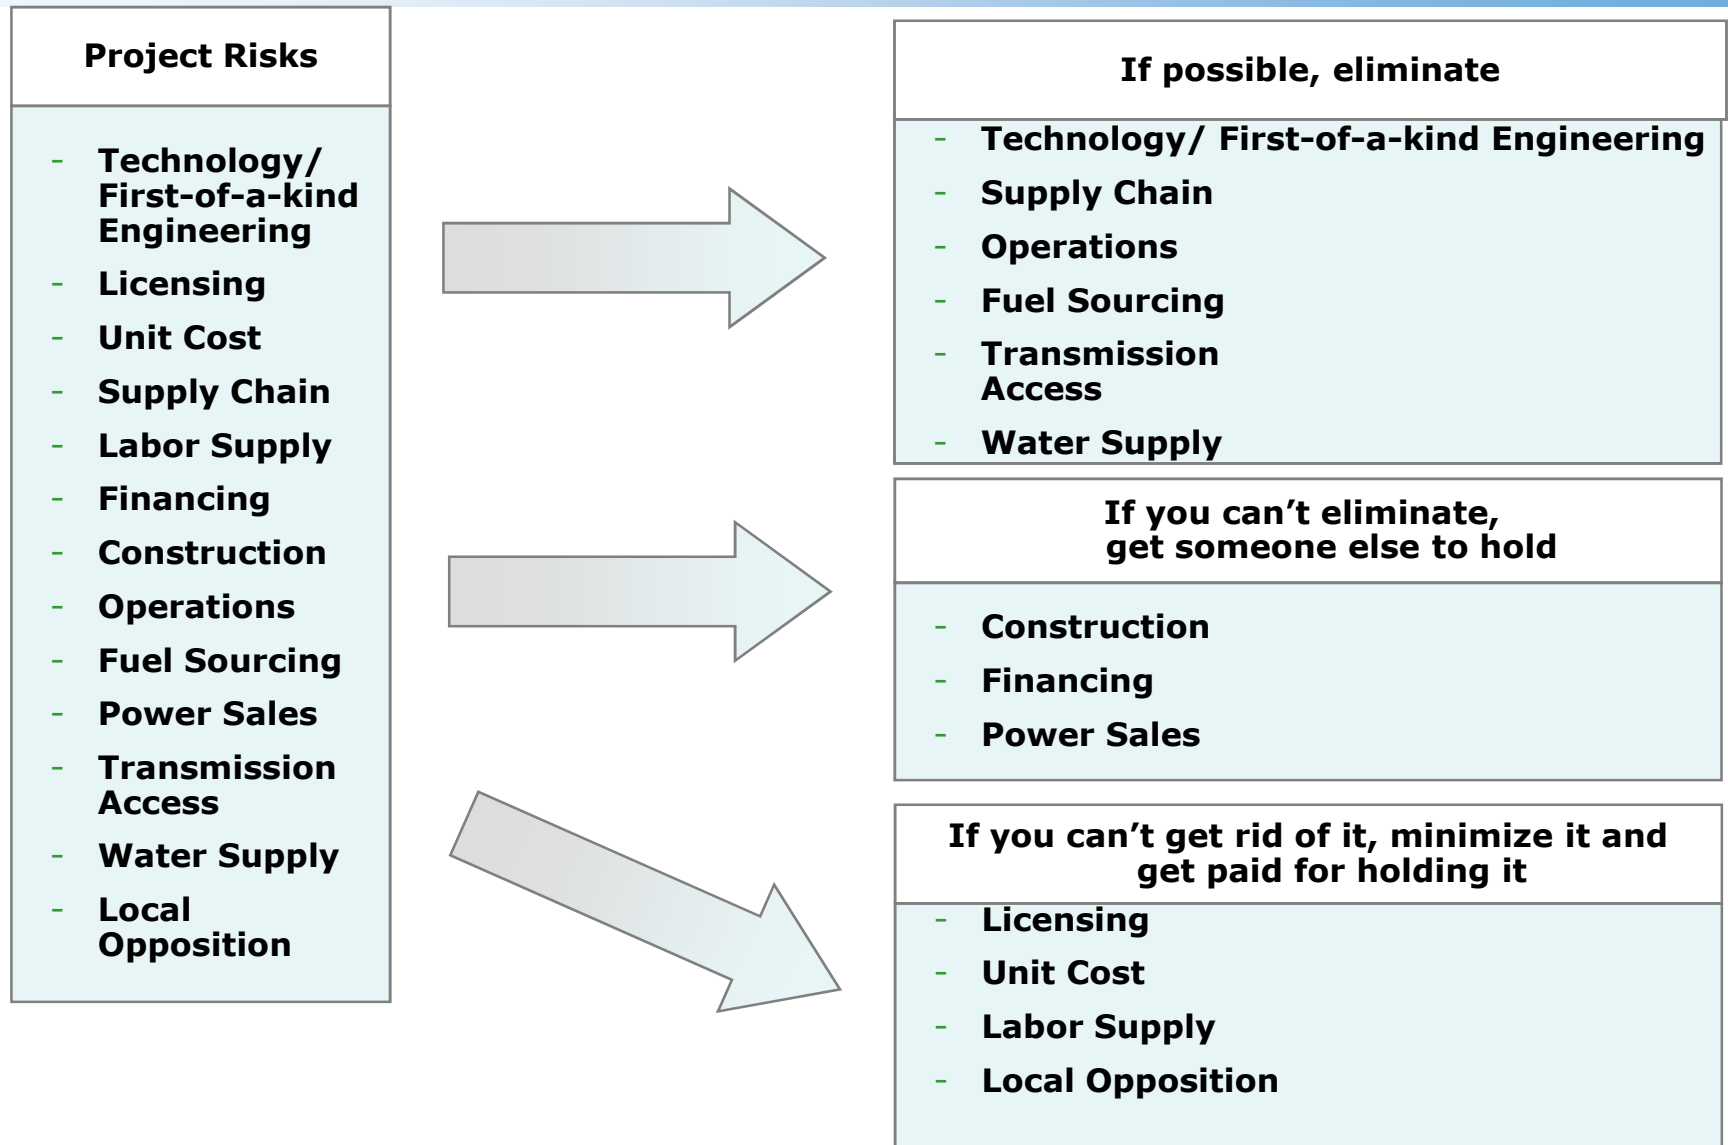 Project Risks
- Technology/
First-of-a-kind
Engineering
- Licensing
- Unit Cost
- Supply Chain
- Labor Supply
- Financing
- Construction
- Operations
- Fuel Sourcing
- Power Sales
- Transmission
Access
- Water Supply
- Local
Opposition
If possible, eliminate
- Technology/ First-of-a-kind Engineering
- Supply Chain
- Operations
- Fuel Sourcing
- Transmission
Access
- Water Supply
If you can’t eliminate,
get someone else to hold
- Construction
- Financing
- Power Sales
If you can’t get rid of it, minimize it and
get paid for holding it
- Licensing
- Unit Cost
- Labor Supply
- Local Opposition